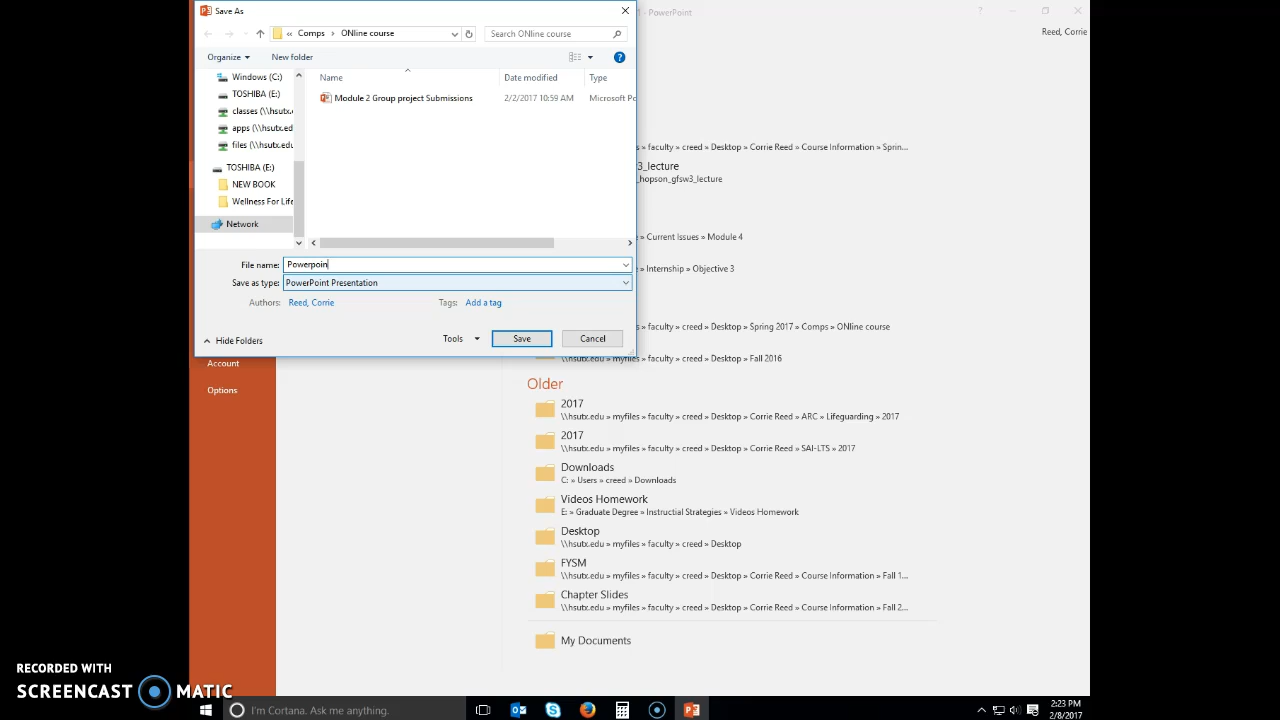 Save As
1 - PowerPoint
?
Reed, Corrie
«  Comps  ›  ONline course
Search ONline course
Organize
New folder
?
Windows (C:)
TOSHIBA (E:)
classes (\\hsutx.
apps (\\hsutx.ed
files (\\hsutx.edu
TOSHIBA (E:)
NEW BOOK
Wellness For Life
Network
Name
Date modified
Type
Module 2 Group project Submissions
2/2/2017 10:59 AM
Microsoft Po
File name:
Powerpoin
Save as type:
PowerPoint Presentation
Authors:
Reed, Corrie
Tags:
Add a tag
Hide Folders
Tools
Save
Cancel
s » faculty » creed » Desktop » Corrie Reed » Course Information » Sprin...
3_lecture
_hopson_gfsw3_lecture
» Current Issues » Module 4
» Internship » Objective 3
s » faculty » creed » Desktop » Spring 2017 » Comps » ONline course
\\hsutx.edu » myfiles » faculty » creed » Desktop » Fall 2016
Account
Options
Older
2017
\\hsutx.edu » myfiles » faculty » creed » Desktop » Corrie Reed » ARC » Lifeguarding » 2017
2017
\\hsutx.edu » myfiles » faculty » creed » Desktop » Corrie Reed » SAI-LTS » 2017
Downloads
C: » Users » creed » Downloads
Videos Homework
E: » Graduate Degree » Instructial Strategies » Videos Homework
Desktop
\\hsutx.edu » myfiles » faculty » creed » Desktop
FYSM
\\hsutx.edu » myfiles » faculty » creed » Desktop » Corrie Reed » Course Information » Fall 1...
Chapter Slides
\\hsutx.edu » myfiles » faculty » creed » Desktop » Corrie Reed » Course Information » Fall 2...
My Documents
RECORDED WITH
SCREENCAST MATIC
I'm Cortana. Ask me anything.
2:23 PM
2/8/2017